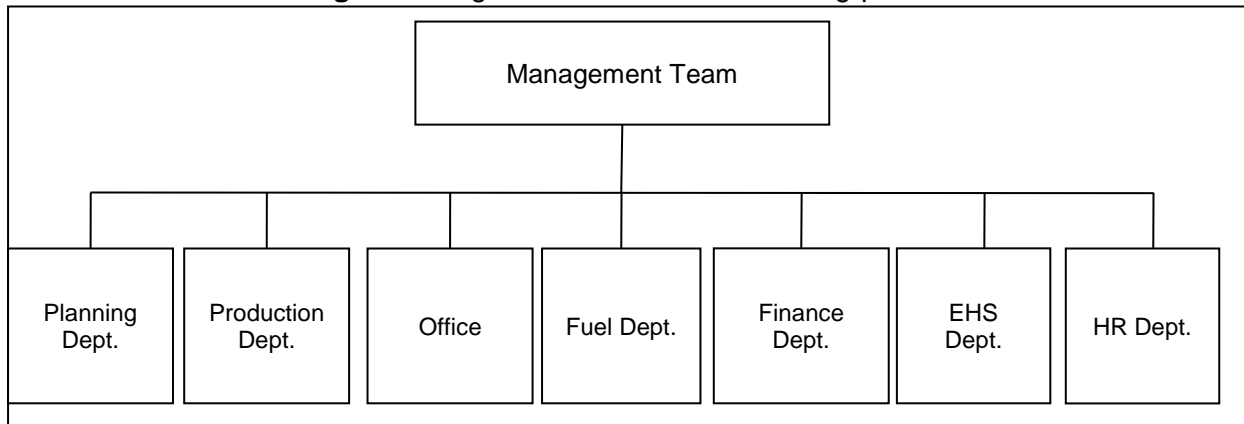 Management Team
Planning
Dept.
Production
Dept.
Office
Fuel Dept.
Finance
Dept.
EHS
Dept.
HR Dept.